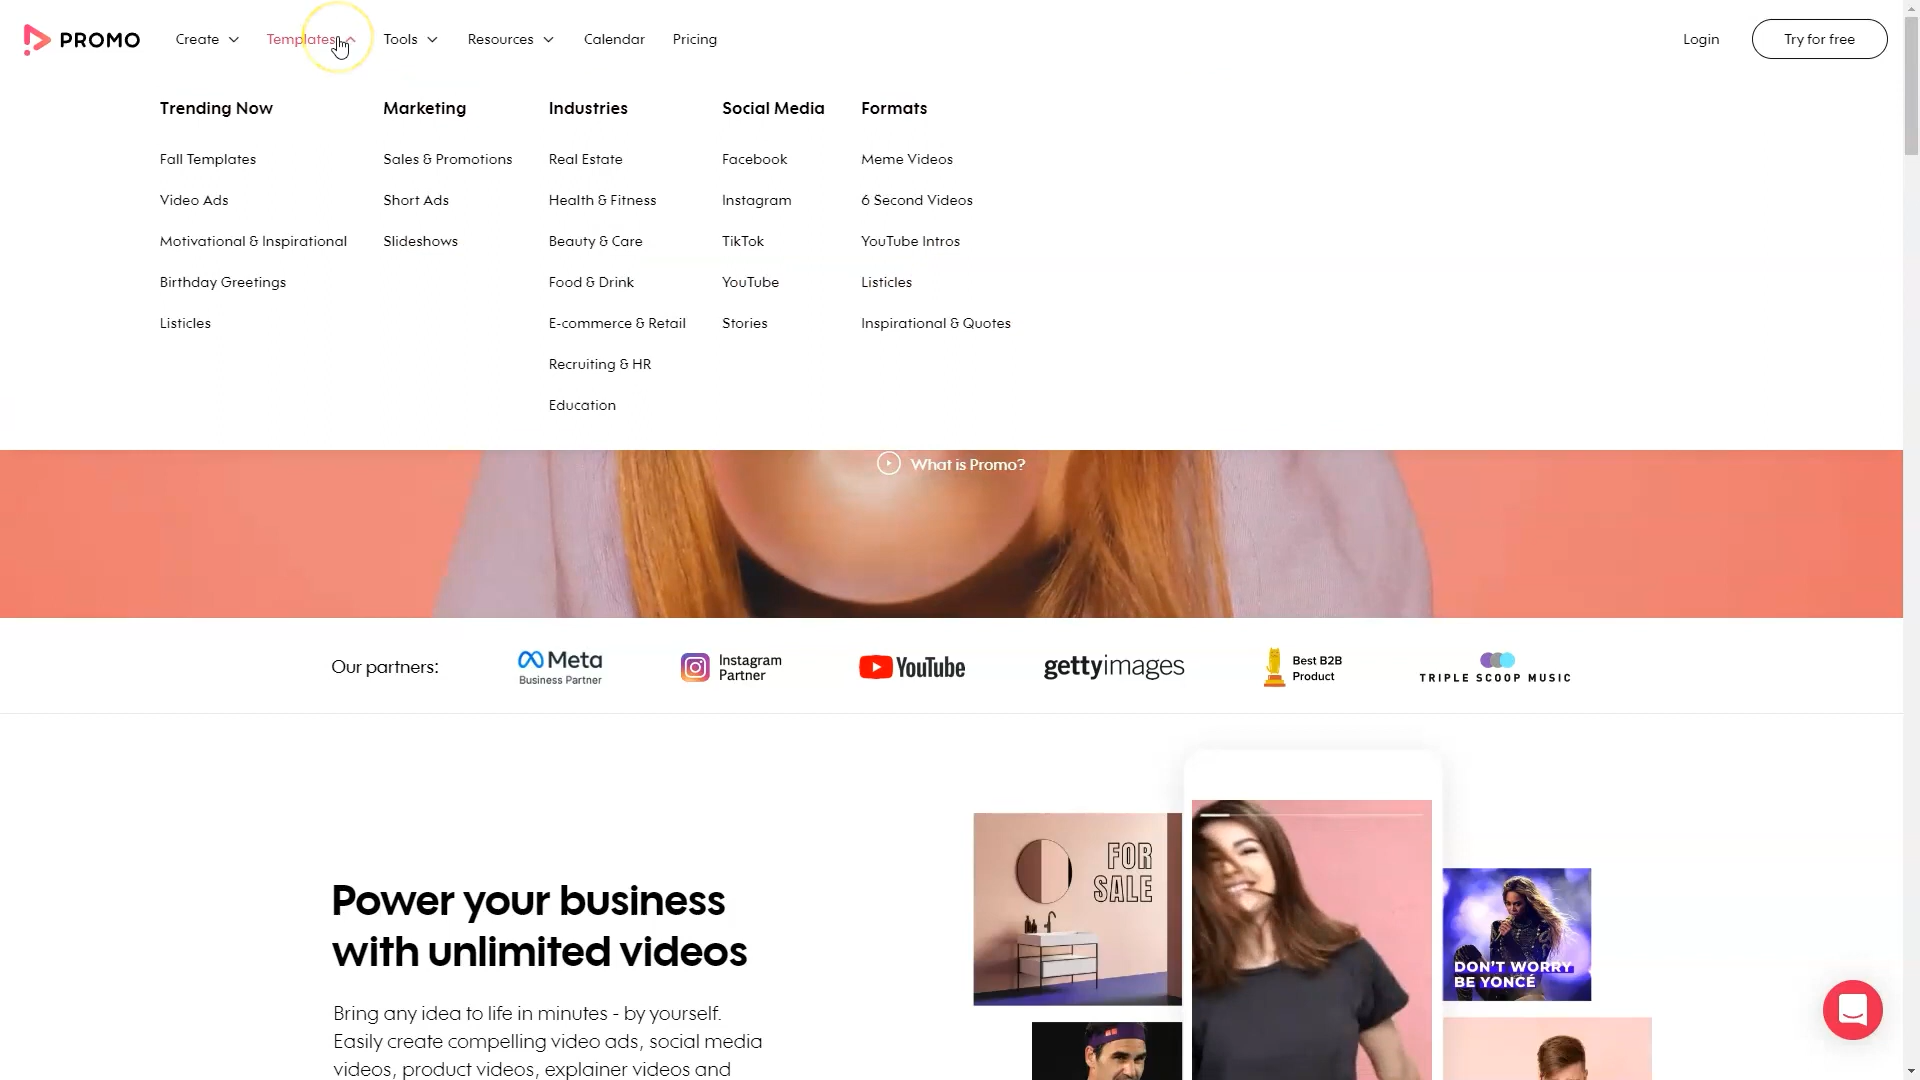 PROMO
Create
Templates
Tools
Resources
Calendar
Pricing
Login
Try for free
Trending Now
Fall Templates
Video Ads
Motivational & Inspirational
Birthday Greetings
Listicles
Marketing
Sales & Promotions
Short Ads
Slideshows
Industries
Real Estate
Health & Fitness
Beauty & Care
Food & Drink
E-commerce & Retail
Recruiting & HR
Education
Social Media
Facebook
Instagram
TikTok
YouTube
Stories
Formats
Meme Videos
6 Second Videos
YouTube Intros
Listicles
Inspirational & Quotes
What is Promo?
Our partners:
Meta
Business Partner
Instagram
Partner
YouTube
gettyimages
Best B2B
Product
TRIPLE SCOOP MUSIC
Power your business
with unlimited videos
Bring any idea to life in minutes - by yourself.
Easily create compelling video ads, social media
videos, product videos, explainer videos and
FOR
SALE
DON'T WORRY
BE YONCÉ